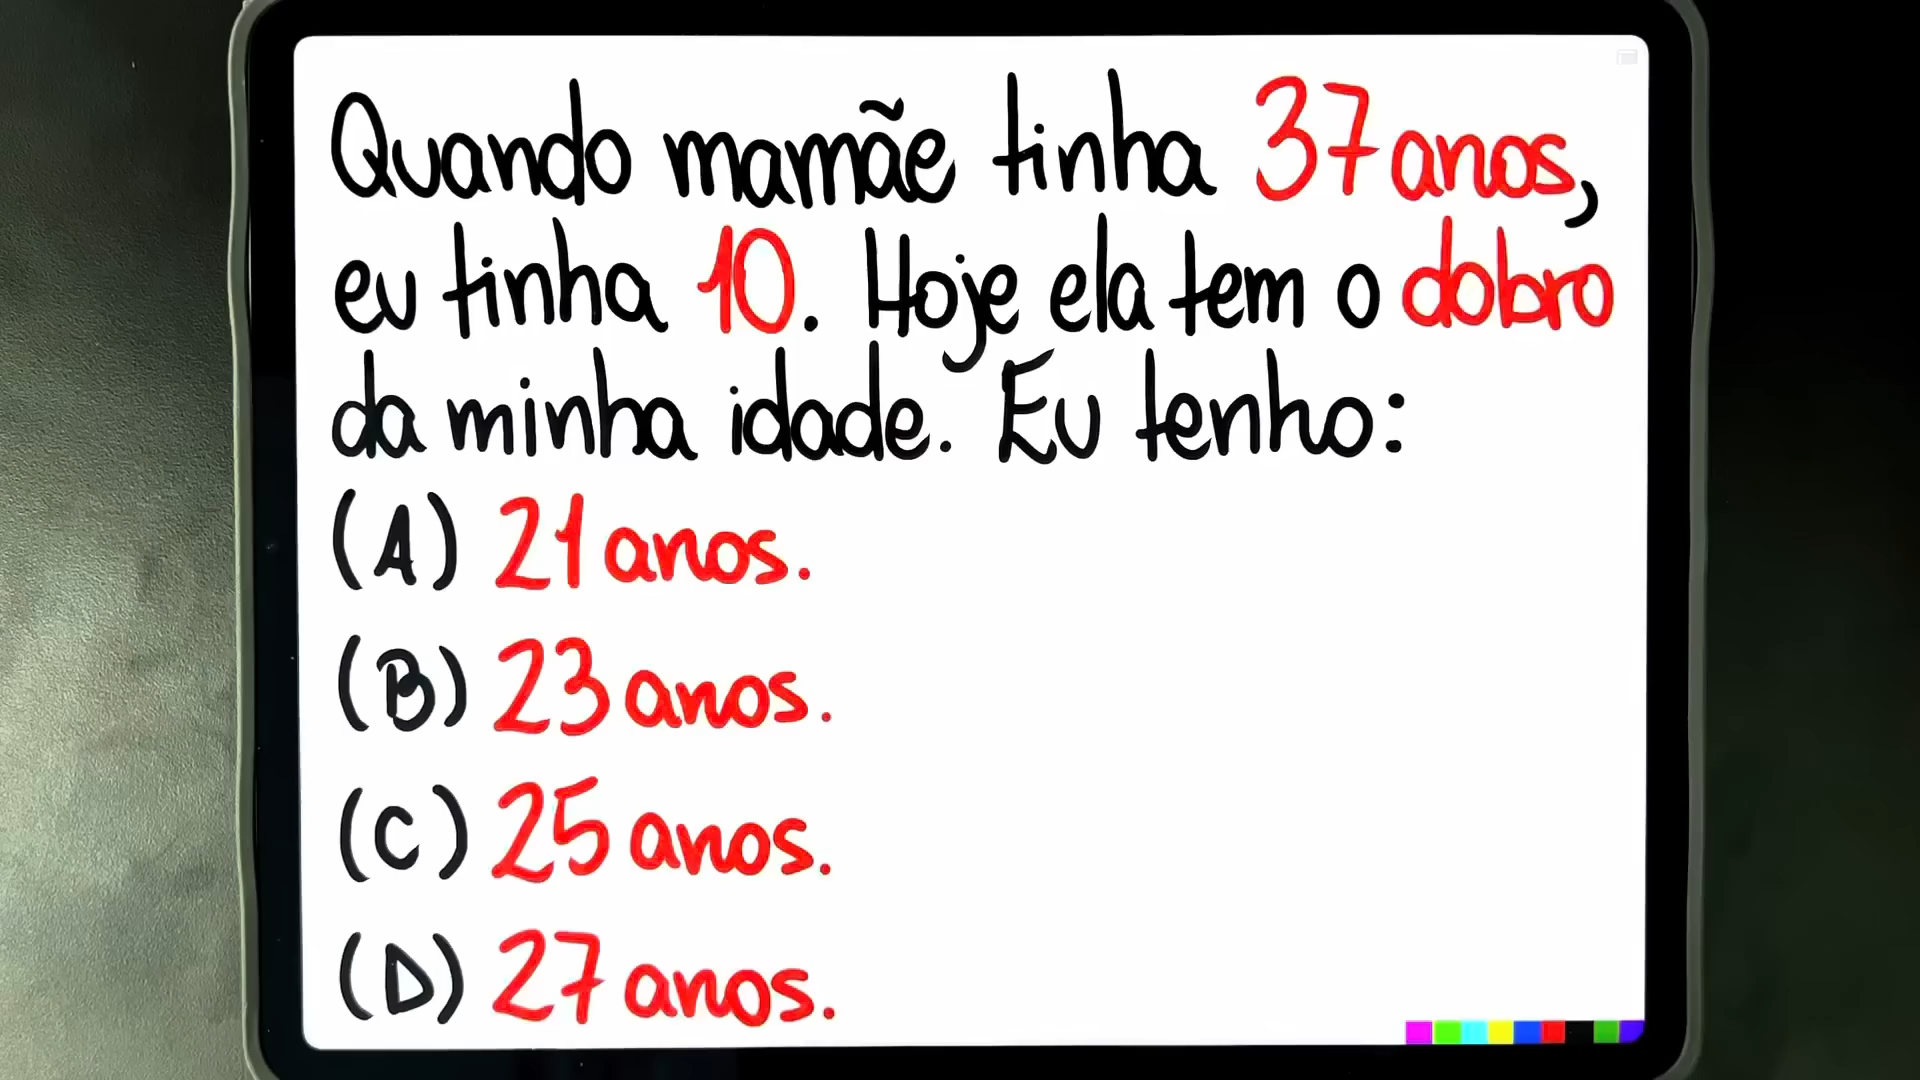 Quando mamãe tinha 37 anos,
eu tinha 10. Hoje ela tem o dobro
da minha idade. Eu tenho:
(A) 21 anos.
(B) 23 anos.
(C) 25 anos.
(D) 27 anos.